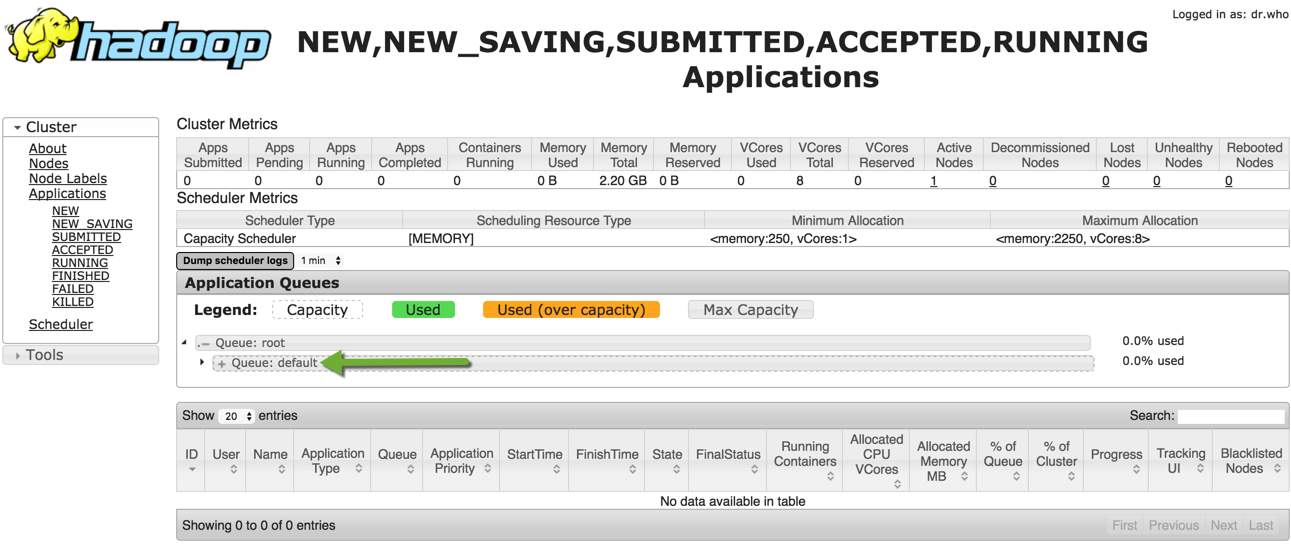 Logged in as: dr.who
hadoop
NEW,NEW_SAVING,SUBMITTED,ACCEPTED,RUNNING
Applications
Cluster
About
Nodes
Node Labels
Applications
NEW
NEW_SAVING
SUBMITTED
ACCEPTED
RUNNING
FINISHED
FAILED
KILLED
Scheduler
Tools
Cluster Metrics
Apps Submitted Apps Pending Apps Running Apps Completed Containers Running Memory Used Memory Total Memory Reserved VCores Used VCores Total VCores Reserved Active Nodes Decommissioned Nodes Lost Nodes Unhealthy Nodes Rebooted Nodes
0 0 0 0 0 0 B 2.20 GB 0 B 0 8 0 1 0 0 0 0
Scheduler Metrics
Scheduler Type Scheduling Resource Type Minimum Allocation Maximum Allocation
Capacity Scheduler [MEMORY] <memory:250, vCores:1> <memory:2250, vCores:8>
Dump scheduler logs 1 min
Application Queues
Legend: Capacity Used Used (over capacity) Max Capacity
.– Queue: root 0.0% used
+ Queue: default 0.0% used
Show 20 entries Search:
ID User Name Application Type Queue Application Priority StartTime FinishTime State FinalStatus Running Containers Allocated CPU VCores Allocated Memory MB % of Queue % of Cluster Progress Tracking UI Blacklisted Nodes
No data available in table
Showing 0 to 0 of 0 entries First Previous Next Last